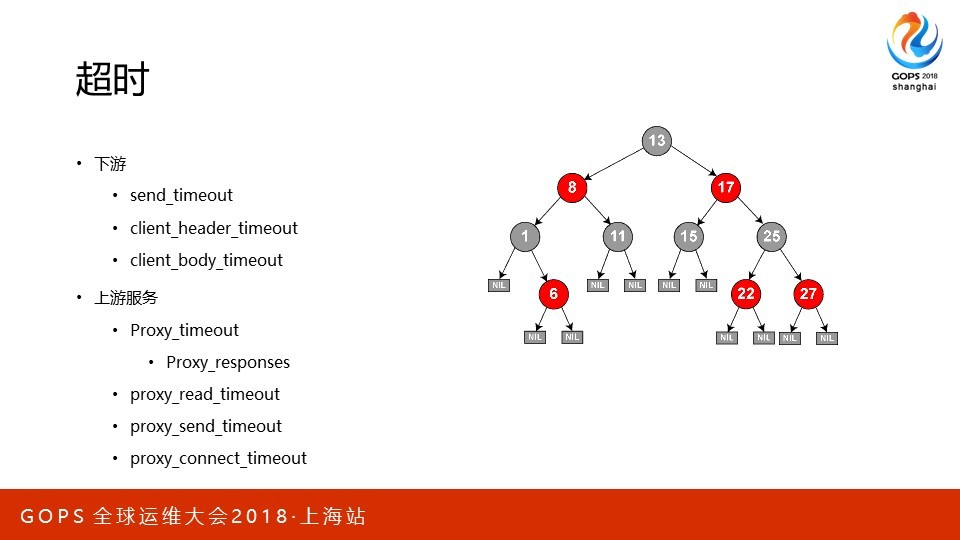 GOPS 2018
shanghai
超时
• 下游
• send_timeout
• client_header_timeout
• client_body_timeout
• 上游服务
• Proxy_timeout
• Proxy_responses
• proxy_read_timeout
• proxy_send_timeout
• proxy_connect_timeout
13
8 17
1 11 15 25
NIL 6 NIL NIL NIL NIL 22 27
NIL NIL NIL NIL NIL NIL
GOPS 全球运维大会2018·上海站